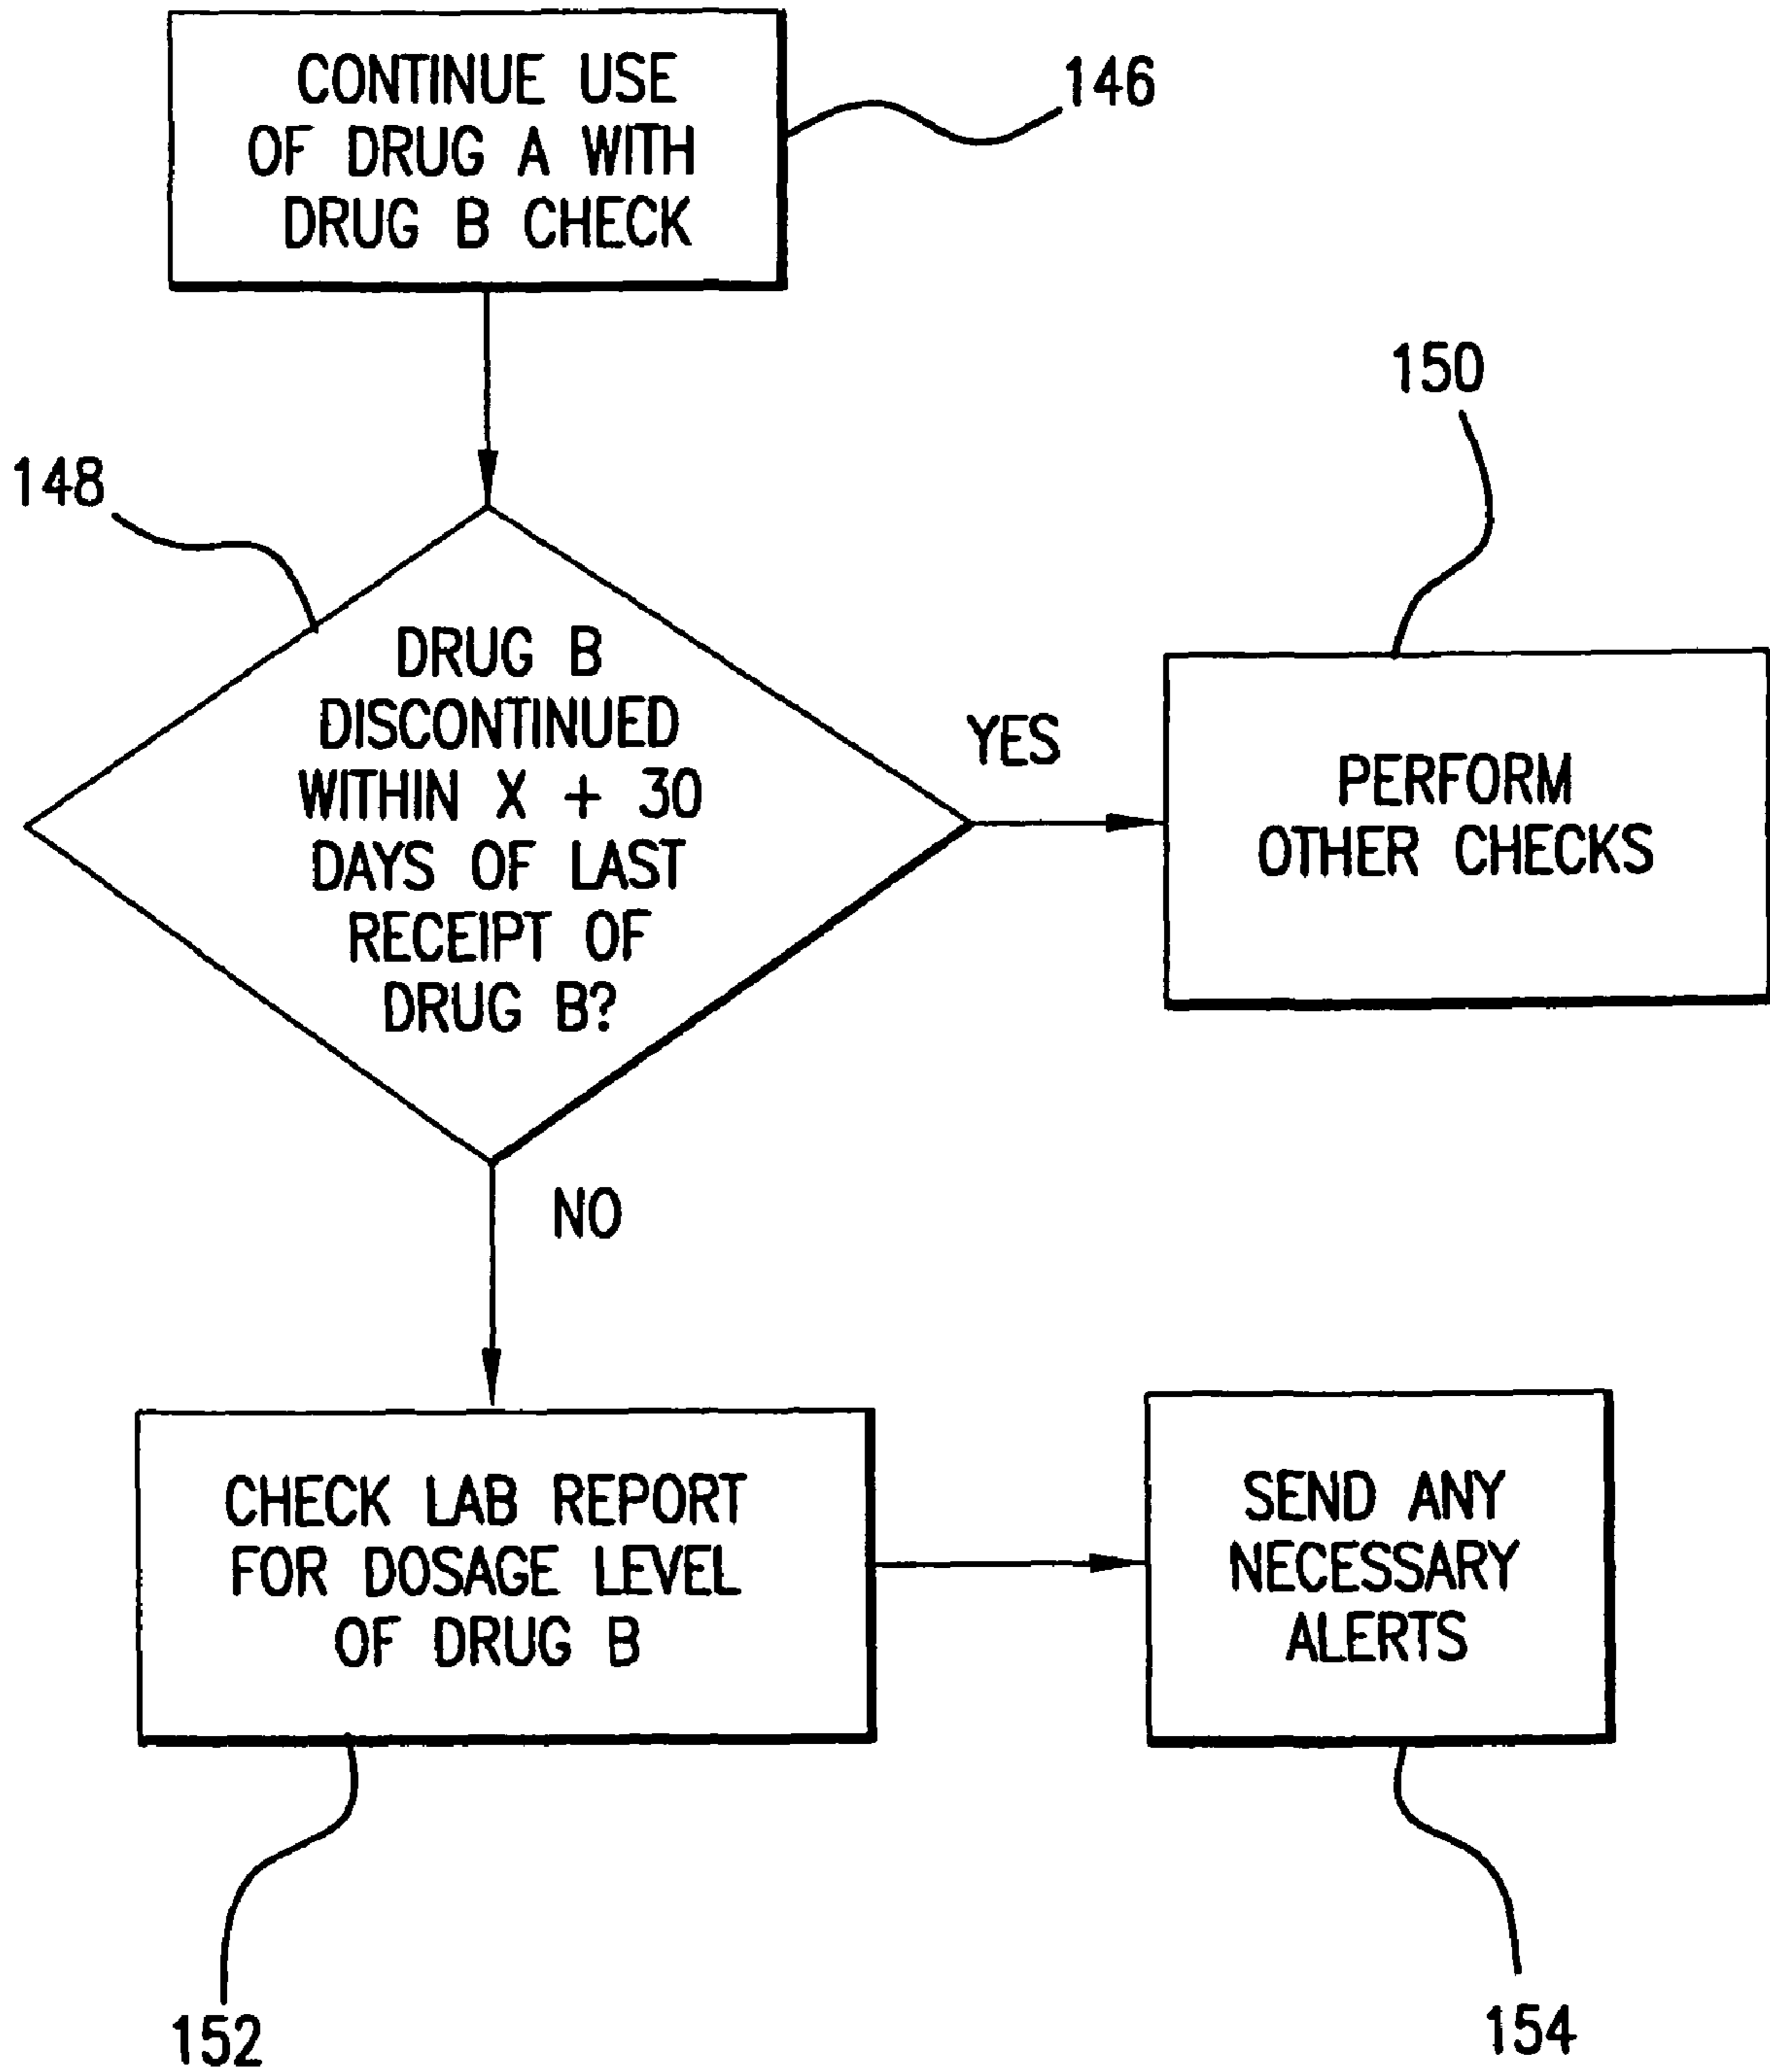 CONTINUE USE
OF DRUG A WITH
DRUG B CHECK
146
150
148
DRUG B
DISCONTINUED
WITHIN X + 30
DAYS OF LAST
RECEIPT OF
DRUG B?
YES
PERFORM
OTHER CHECKS
NO
CHECK LAB REPORT
FOR DOSAGE LEVEL
OF DRUG B
SEND ANY
NECESSARY
ALERTS
152
154